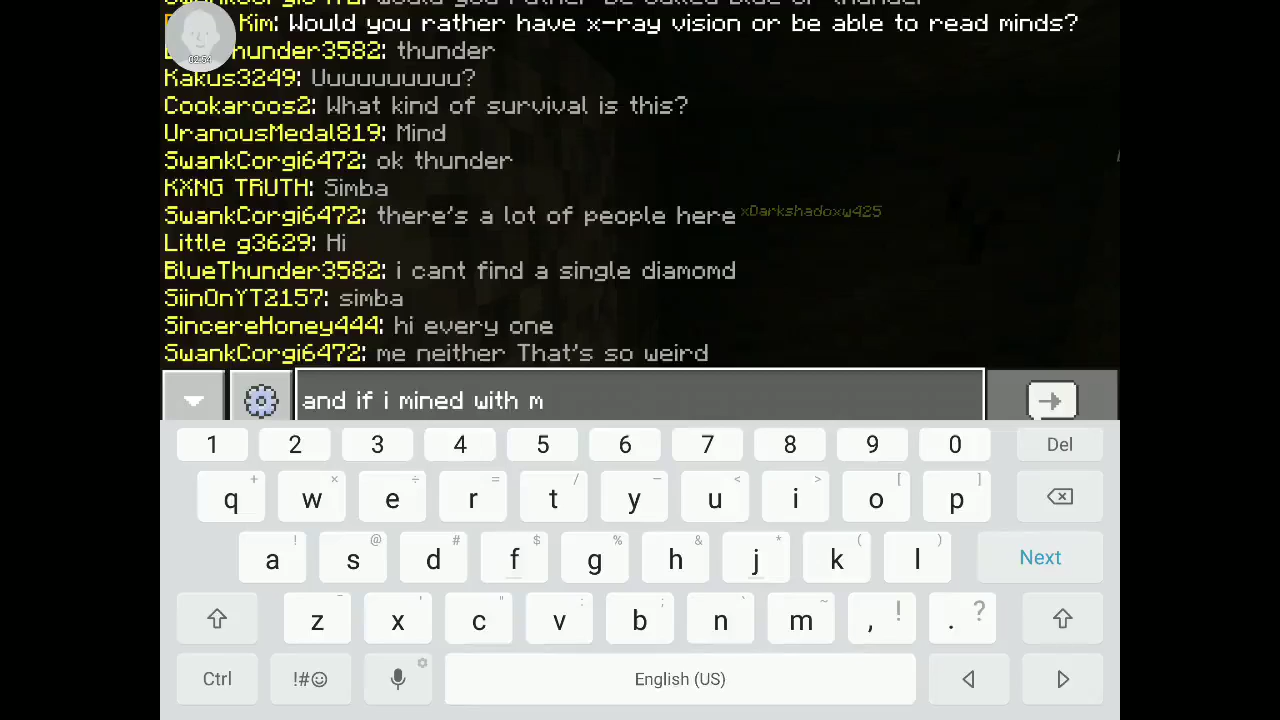 Kim: Would you rather have x-ray vision or be able to read minds?
hunder3582: thunder
Kakus3249: Uuuuuuuuuu?
Cookaroos2: What kind of survival is this?
UranousMedal819: Mind
SwankCorgi6472: ok thunder
KXNG TRUTH: Simba
SwankCorgi6472: there's a lot of people here
xDarkshadoxw425
Little g3629: Hi
BlueThunder3582: i cant find a single diamomd
SiinOnYT2157: simba
SincereHoney444: hi every one
SwankCorgi6472: me neither That's so weird
and if i mined with m
1 2 3 4 5 6 7 8 9 0 Del
q + w × e ÷ r = t / y - u < i > o [ p ]
a ! s @ d # f $ g % h & j * k ( l ) Next
z x ' c " v : b ; n ` m ~ , ! . ?
Ctrl !#☺ English (US)
02:54